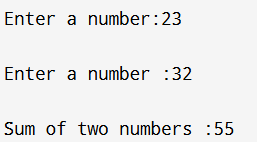 Enter a number:23
Enter a number :32
Sum of two numbers :55